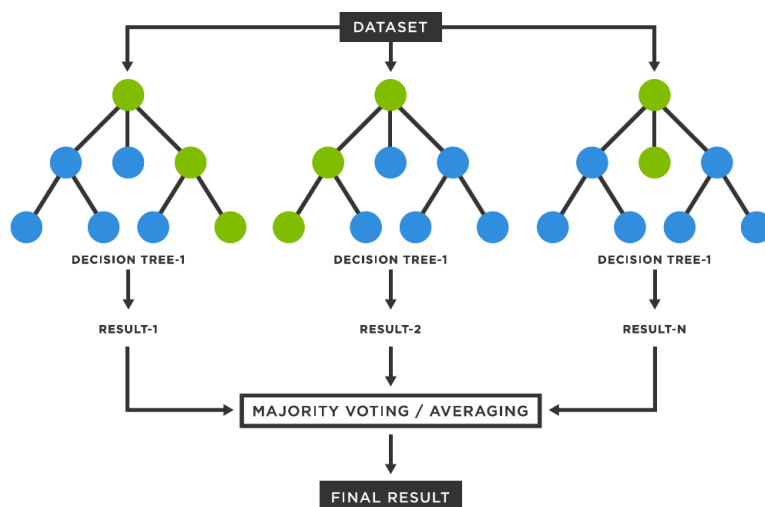 DATASET
DECISION TREE-1
DECISION TREE-1
DECISION TREE-1
RESULT-1
RESULT-2
RESULT-N
MAJORITY VOTING / AVERAGING
FINAL RESULT